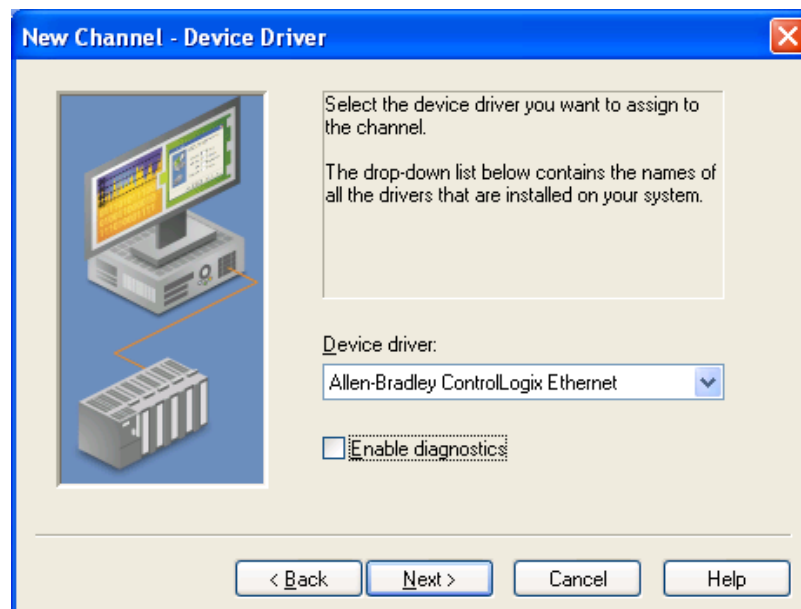 New Channel - Device Driver
Select the device driver you want to assign to
the channel.
The drop-down list below contains the names of
all the drivers that are installed on your system.
Device driver:
Allen-Bradley ControlLogix Ethernet
Enable diagnostics
< Back Next > Cancel Help